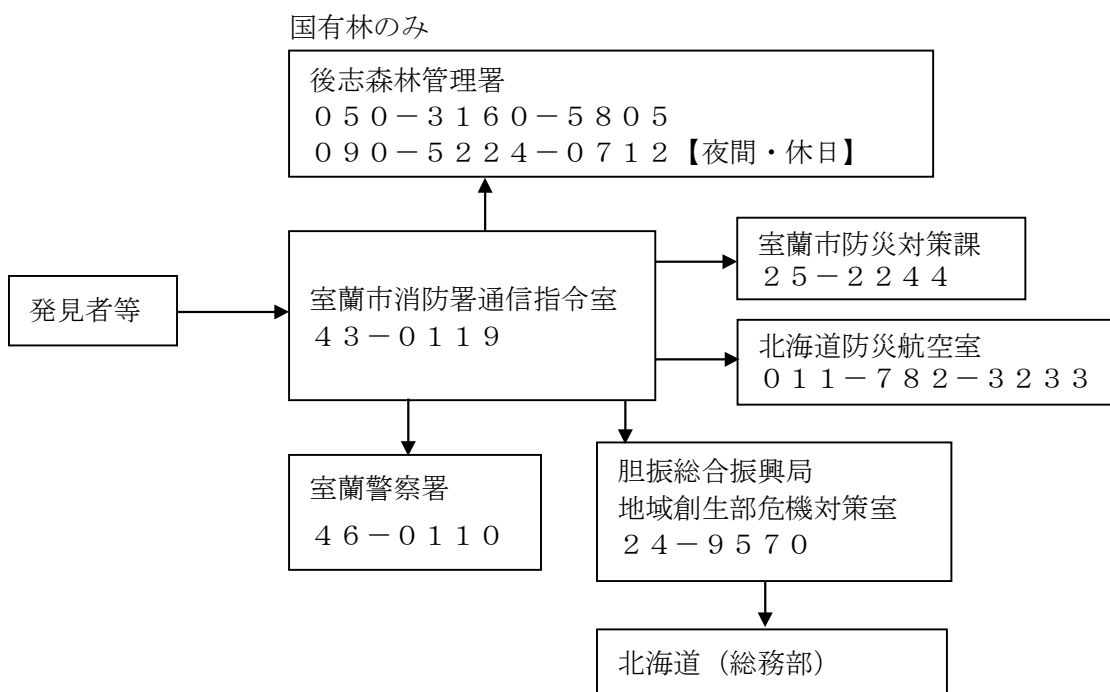 国有林のみ
後志森林管理署
０５０－３１６０－５８０５
０９０－５２２４－０７１２【夜間・休日】
室蘭市防災対策課
２５－２２４４
発見者等
室蘭市消防署通信指令室
４３－０１１９
北海道防災航空室
０１１－７８２－３２３３
室蘭警察署
４６－０１１０
胆振総合振興局
地域創生部危機対策室
２４－９５７０
北海道（総務部）